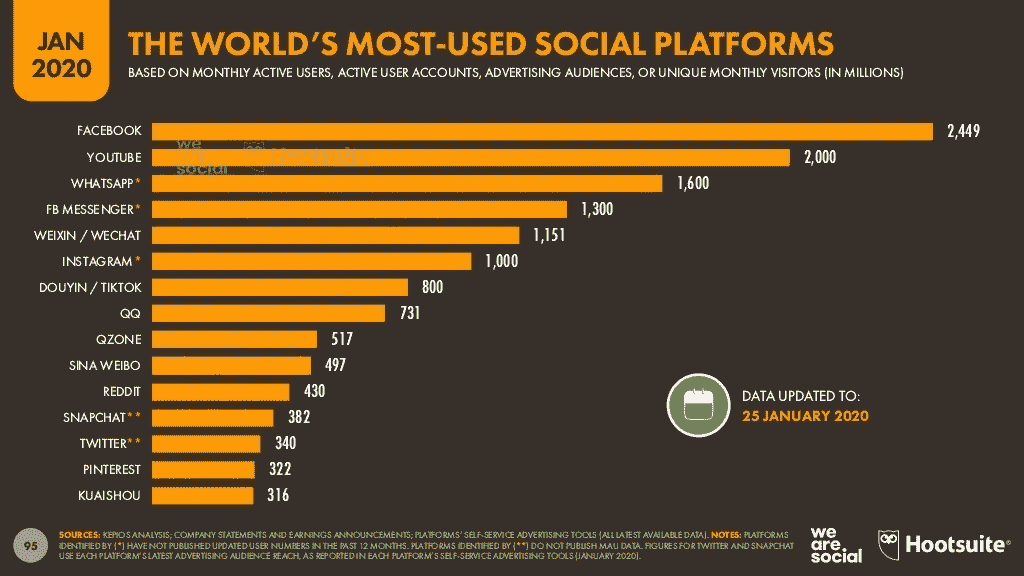 JAN
2020
THE WORLD'S MOST-USED SOCIAL PLATFORMS
BASED ON MONTHLY ACTIVE USERS, ACTIVE USER ACCOUNTS, ADVERTISING AUDIENCES, OR UNIQUE MONTHLY VISITORS (IN MILLIONS)
FACEBOOK 2,449
we
are
social
YOUTUBE 2,000
WHATSAPP* 1,600
FB MESSENGER* 1,300
WEIXIN / WECHAT 1,151
INSTAGRAM* 1,000
DOUYIN / TIKTOK 800
QQ 731
QZONE 517
SINA WEIBO 497
REDDIT 430
SNAPCHAT** 382
TWITTER** 340
PINTEREST 322
KUAISHOU 316
DATA UPDATED TO:
25 JANUARY 2020
95
SOURCES: KEPIOS ANALYSIS; COMPANY STATEMENTS AND EARNINGS ANNOUNCEMENTS; PLATFORMS' SELF-SERVICE ADVERTISING TOOLS (ALL LATEST AVAILABLE DATA). NOTES: PLATFORMS
IDENTIFIED BY (*) HAVE NOT PUBLISHED UPDATED USER NUMBERS IN THE PAST 12 MONTHS. PLATFORMS IDENTIFIED BY (**) DO NOT PUBLISH MAU DATA. FIGURES FOR TWITTER AND SNAPCHAT
USE EACH PLATFORM'S LATEST ADVERTISING AUDIENCE REACH, AS REPORTED IN EACH PLATFORM'S SELF-SERVICE ADVERTISING TOOLS (JANUARY 2020).
we
are
social
Hootsuite®